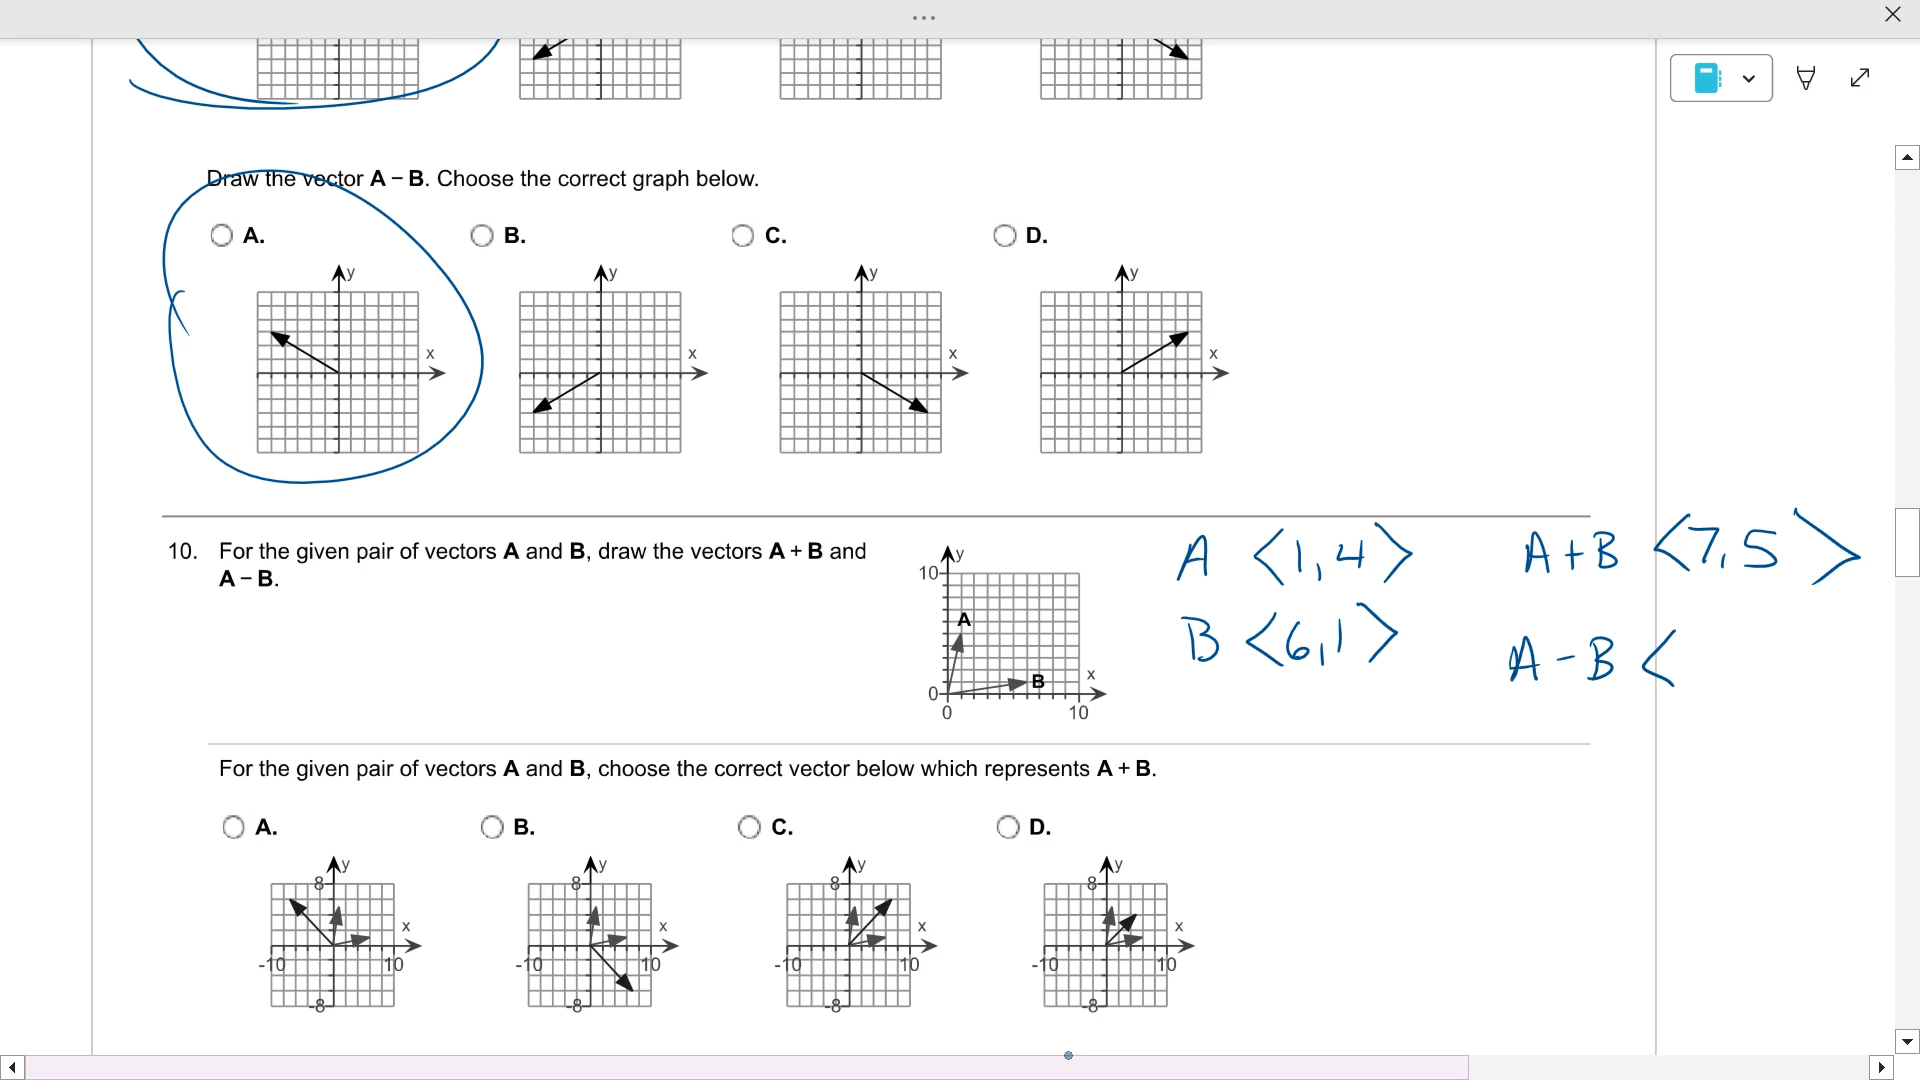 Draw the vector A − B. Choose the correct graph below.
A.
B.
C.
D.
y
y
y
y
x
x
x
x
10. For the given pair of vectors A and B, draw the vectors A + B and
A − B.
y
10
A
B
x
0
0
10
A <1,4>
A+B <7,5>
B <6,1>
A-B <
For the given pair of vectors A and B, choose the correct vector below which represents A + B.
A.
B.
C.
D.
y
8
x
-10
10
-8
y
8
x
-10
10
-8
y
8
x
-10
10
-8
y
8
x
-10
10
-8